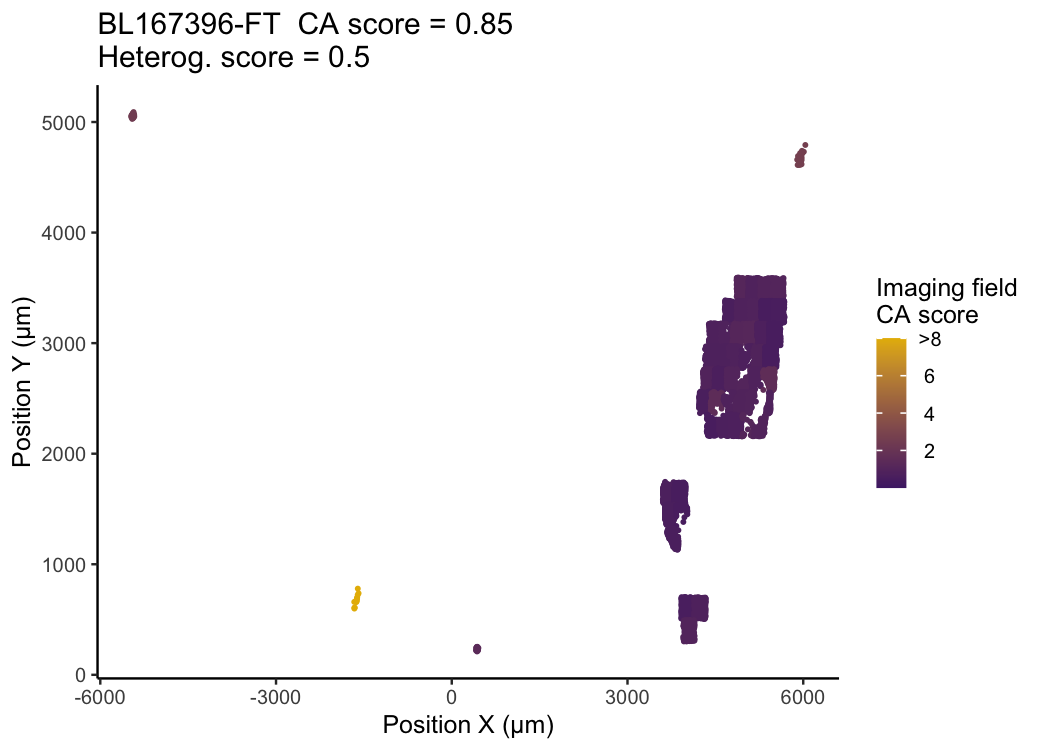 BL167396-FT  CA score = 0.85
Heterog. score = 0.5
5000
4000
3000
2000
1000
0
Position Y (µm)
-6000
-3000
0
3000
6000
Position X (µm)
Imaging field
CA score
>8
6
4
2